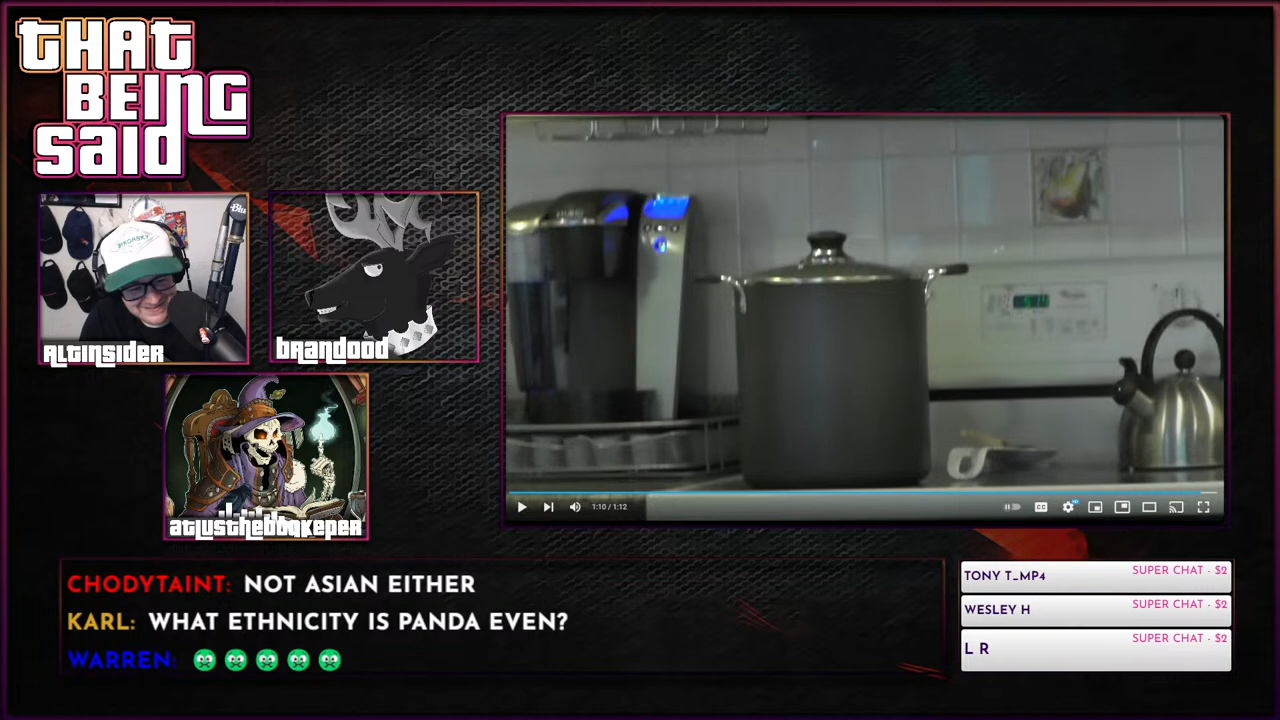 THAT
BEING
SAID
ALTINSIDER
BRANDOOD
ATLUSTHEBOOKEPER
1:10 / 1:12
CC
CHODYTAINT: NOT ASIAN EITHER
KARL: WHAT ETHNICITY IS PANDA EVEN?
WARREN:
TONY T_MP4 SUPER CHAT - $2
WESLEY H SUPER CHAT - $2
L R SUPER CHAT - $2